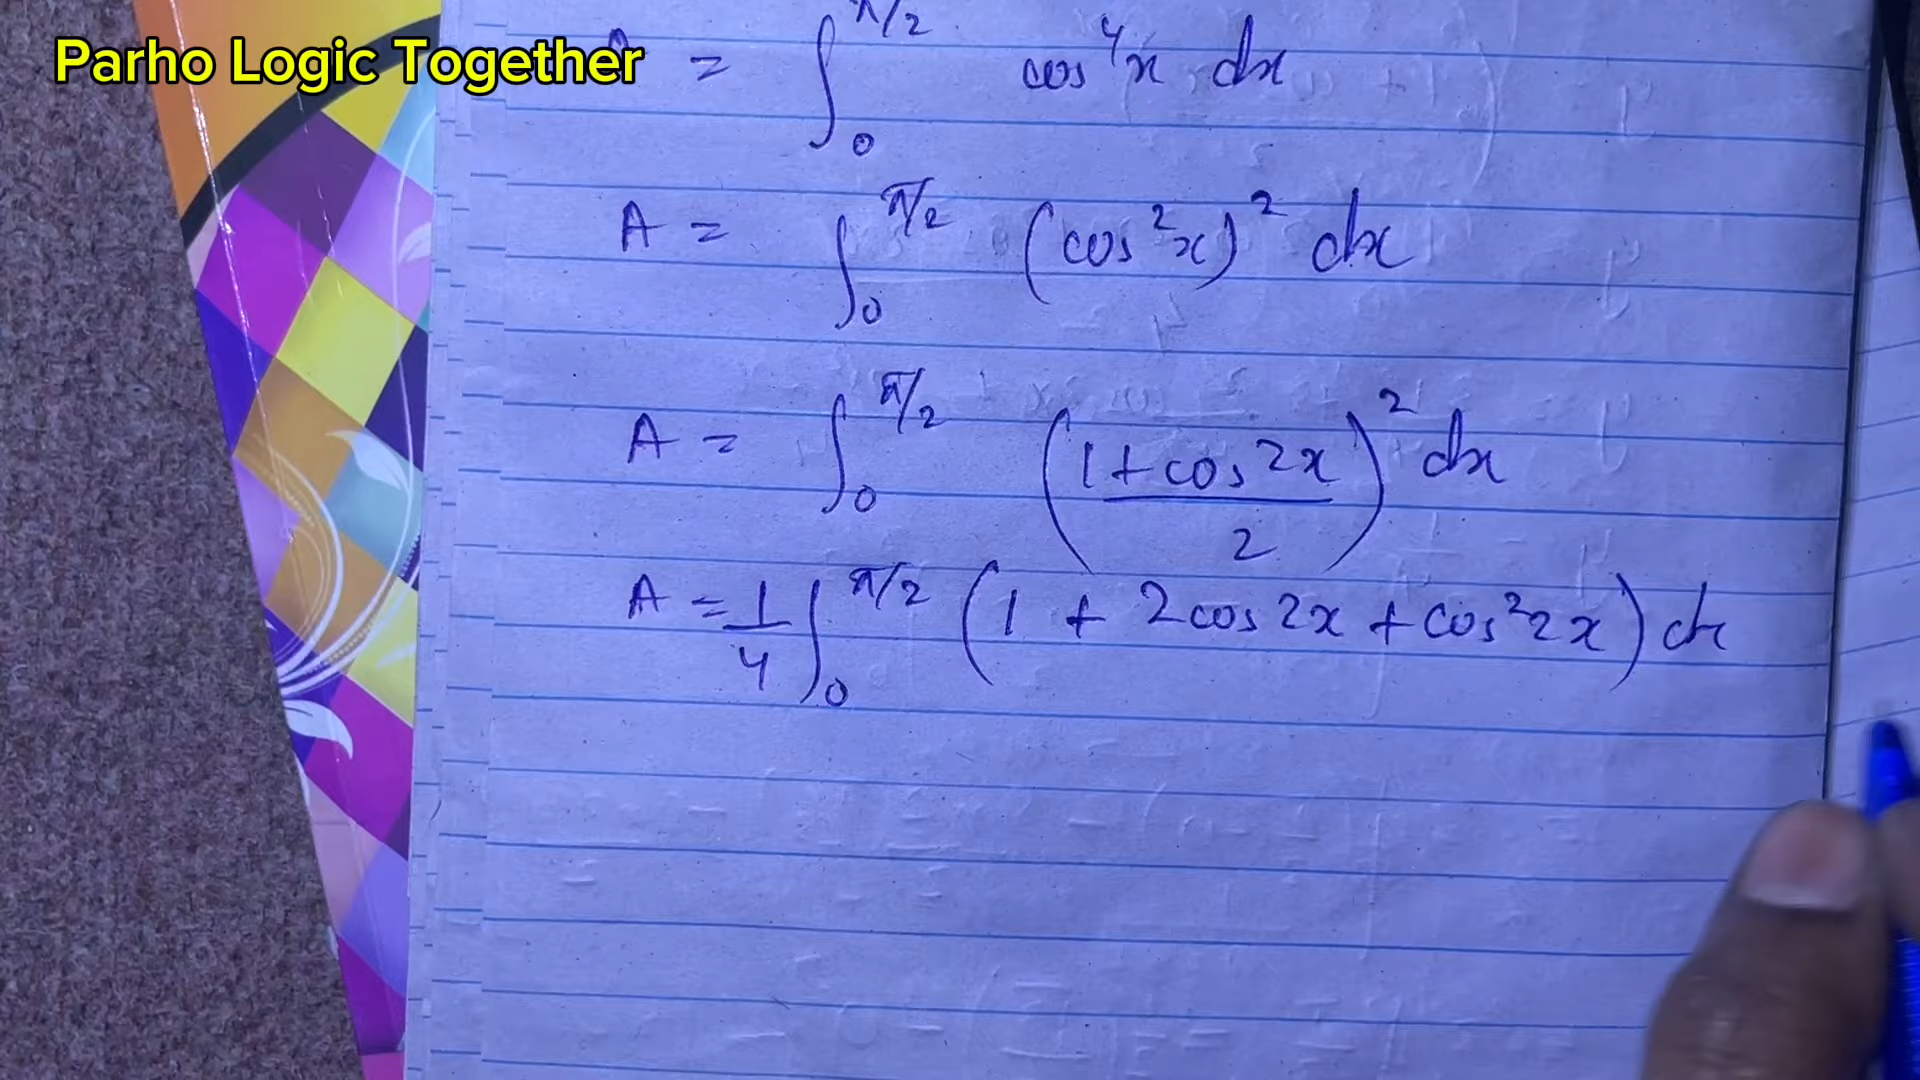 Parho Logic Together
A = ∫₀^π/2 cos⁴x dx
A = ∫₀^π/2 (cos²x)² dx
A = ∫₀^π/2 ((1+cos2x)/2)² dx
A = 1/4 ∫₀^π/2 (1 + 2cos2x + cos²2x) dx